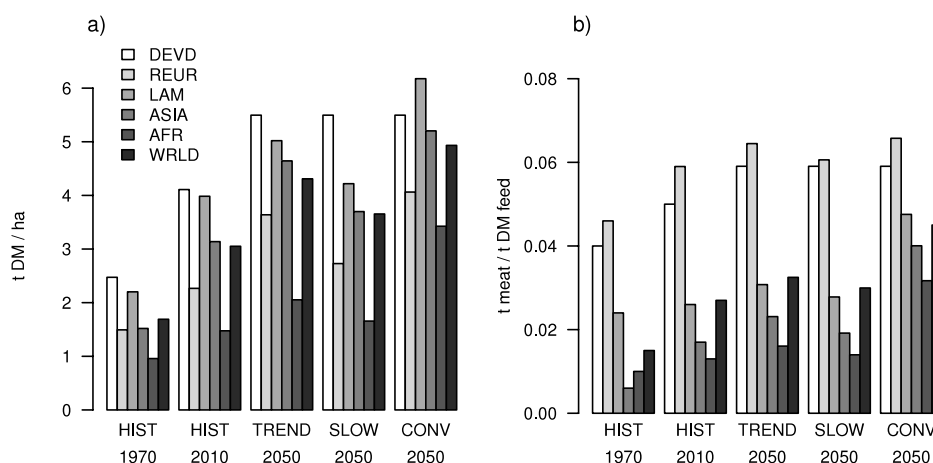 a)
DEVD
REUR
LAM
ASIA
AFR
WRLD
t DM / ha
6
5
4
3
2
1
0
HIST HIST TREND SLOW CONV
1970 2010 2050 2050 2050
b)
t meat / t DM feed
0.08
0.06
0.04
0.02
0.00
HIST HIST TREND SLOW CONV
1970 2010 2050 2050 2050